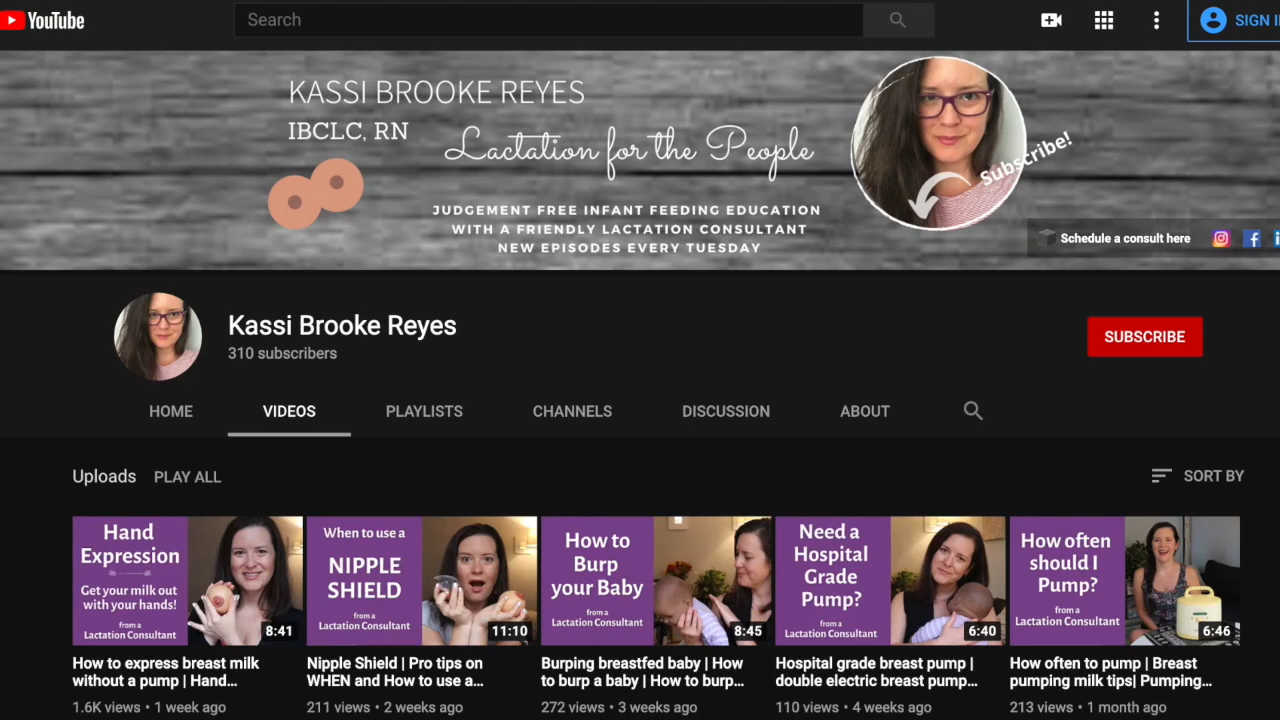 YouTube
Search
SIGN I
KASSI BROOKE REYES
IBCLC, RN
Lactation for the People
Subscribe!
JUDGEMENT FREE INFANT FEEDING EDUCATION
WITH A FRIENDLY LACTATION CONSULTANT
NEW EPISODES EVERY TUESDAY
Schedule a consult here
Kassi Brooke Reyes
310 subscribers
SUBSCRIBE
HOME
VIDEOS
PLAYLISTS
CHANNELS
DISCUSSION
ABOUT
Uploads
PLAY ALL
SORT BY
Hand
Expression
Get your milk out
with your hands!
from a
Lactation Consultant
8:41
How to express breast milk
without a pump | Hand...
1.6K views • 1 week ago
When to use a
NIPPLE
SHIELD
from a
Lactation Consultant
11:10
Nipple Shield | Pro tips on
WHEN and How to use a...
211 views • 2 weeks ago
How to
Burp
your Baby
from a
Lactation Consultant
8:45
Burping breastfed baby | How
to burp a baby | How to burp...
272 views • 3 weeks ago
Need a
Hospital
Grade
Pump?
from a
Lactation Consultant
6:40
Hospital grade breast pump |
double electric breast pump...
110 views • 4 weeks ago
How often
should I
Pump?
from a
Lactation Consultant
6:46
How often to pump | Breast
pumping milk tips| Pumping...
213 views • 1 month ago